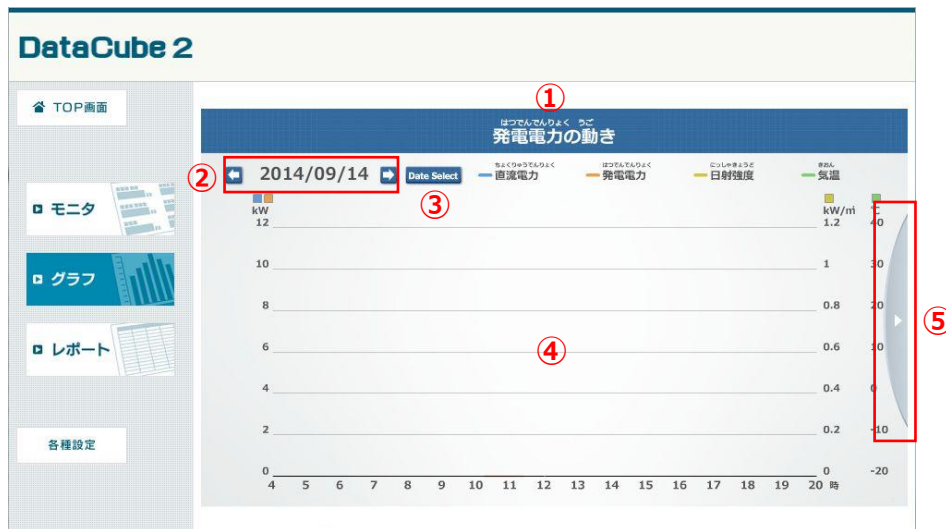 DataCube 2
TOP画面
①
はつでんでんりょく うご
発電電力の動き
② 2014/09/14 Date Select
③
ちょくりゅうでんりょく はつでんでんりょく にっしゃきょうど きおん
直流電力 発電電力 日射強度 気温
モニタ
グラフ
レポート
各種設定
kW kW/㎡ ℃
12 1.2 40
10 1 30
8 0.8 20
6 0.6 10
4 0.4 0
2 0.2 -10
0 0 -20
4 5 6 7 8 9 10 11 12 13 14 15 16 17 18 19 20 時
④
⑤